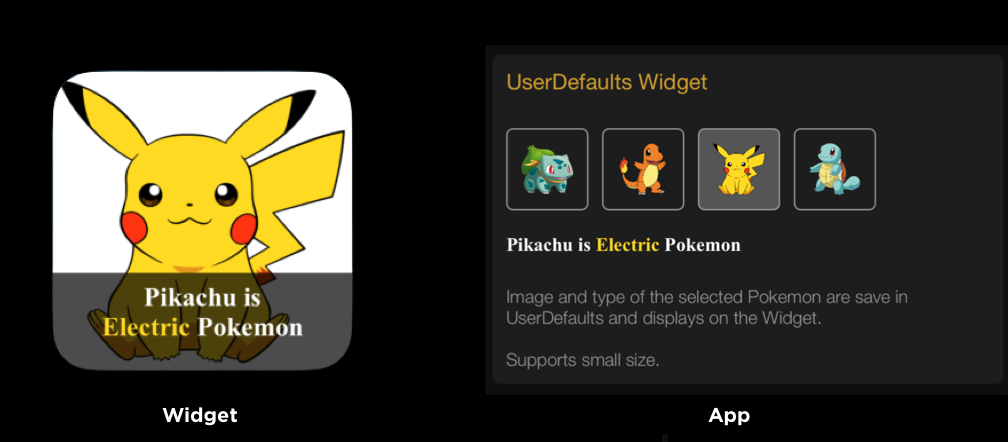 Pikachu is
Electric Pokemon
Widget
UserDefaults Widget
Pikachu is Electric Pokemon
Image and type of the selected Pokemon are save in
UserDefaults and displays on the Widget.
Supports small size.
App